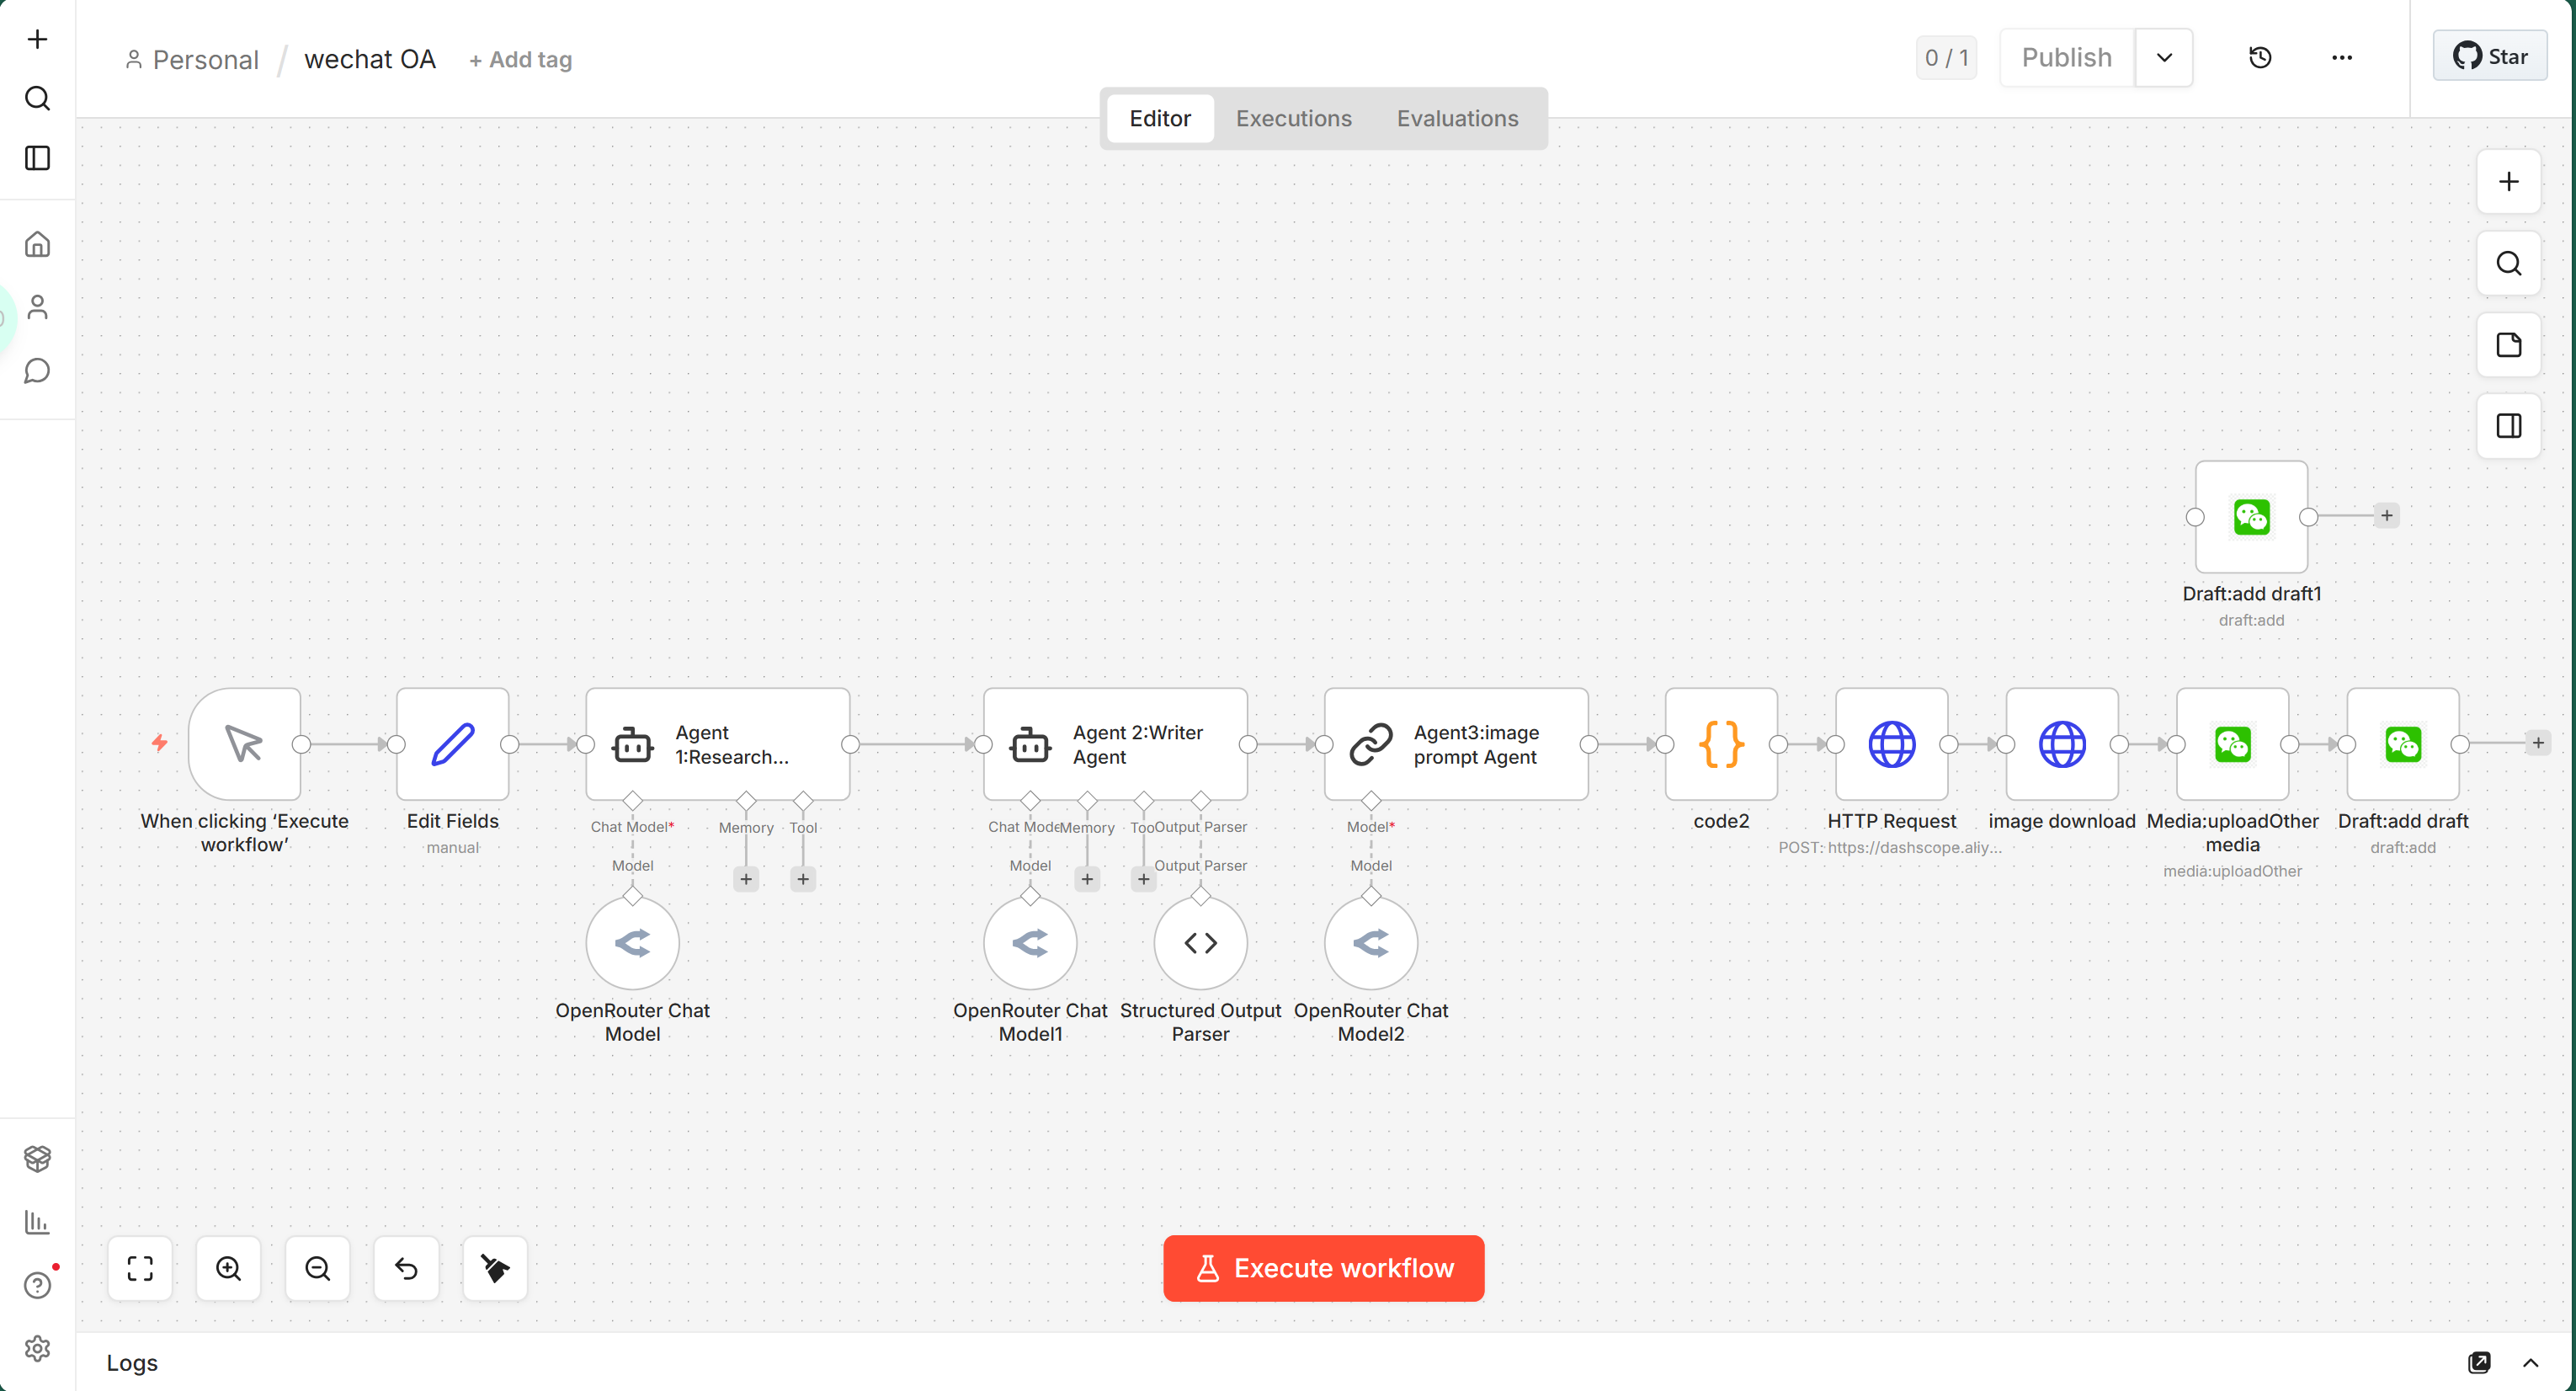 Personal / wechat OA + Add tag
0 / 1
Publish
Star
Editor Executions Evaluations
Draft:add draft1
draft:add
Agent
1:Research...
Agent 2:Writer
Agent
Agent3:image
prompt Agent
When clicking ‘Execute
workflow’
Edit Fields
manual
Chat Model*
Memory
Tool
Model
Chat Mode
Memory
Too
Output Parser
Model
Output Parser
Model*
Model
code2
HTTP Request
POST: https://dashscope.aliy...
image download
Media:uploadOther
media
media:uploadOther
Draft:add draft
draft:add
OpenRouter Chat
Model
OpenRouter Chat
Model1
Structured Output
Parser
OpenRouter Chat
Model2
Execute workflow
Logs